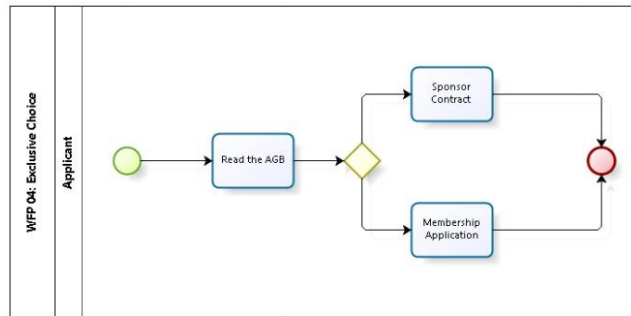 WFP 04: Exclusive Choice
Applicant
Read the AGB
Sponsor
Contract
Membership
Application